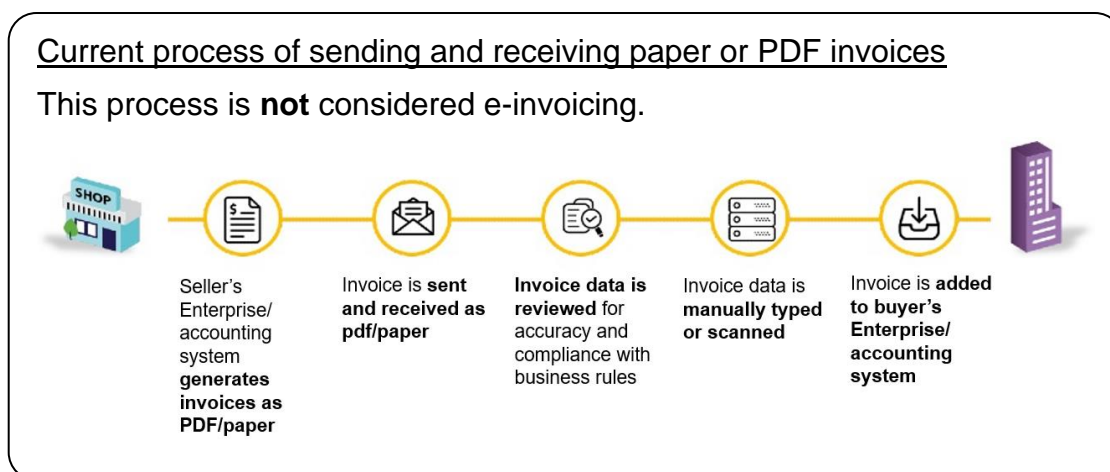 Current process of sending and receiving paper or PDF invoices
This process is not considered e-invoicing.
SHOP
$
Seller's
Enterprise/
accounting
system
generates
invoices as
PDF/paper
Invoice is sent
and received as
pdf/paper
Invoice data is
reviewed for
accuracy and
compliance with
business rules
Invoice data is
manually typed
or scanned
Invoice is added
to buyer's
Enterprise/
accounting
system